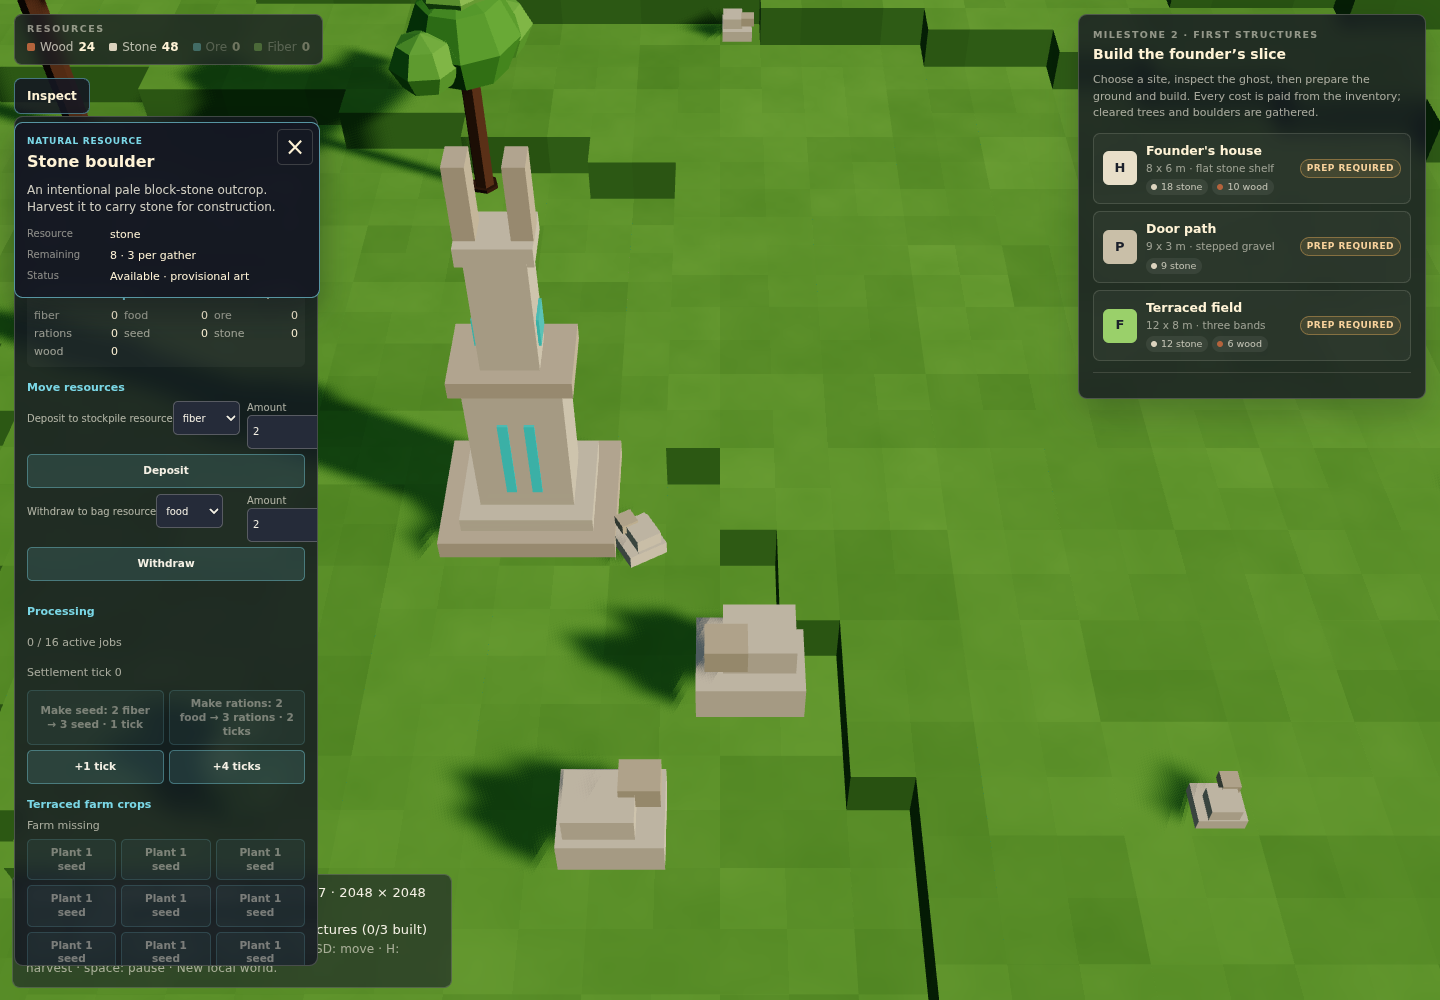 RESOURCES
Wood 24 Stone 48 Ore 0 Fiber 0
Inspect
NATURAL RESOURCE
Stone boulder
An intentional pale block-stone outcrop.
Harvest it to carry stone for construction.
Resource stone
Remaining 8 · 3 per gather
Status Available · provisional art
fiber 0 food 0 ore 0
rations 0 seed 0 stone 0
wood 0
Move resources
Deposit to stockpile resource fiber Amount
2
Deposit
Withdraw to bag resource food Amount
2
Withdraw
Processing
0 / 16 active jobs
Settlement tick 0
Make seed: 2 fiber
→ 3 seed · 1 tick
Make rations: 2
food → 3 rations · 2
ticks
+1 tick +4 ticks
Terraced farm crops
Farm missing
Plant 1 seed Plant 1 seed Plant 1 seed
Plant 1 seed Plant 1 seed Plant 1 seed
Plant 1 seed Plant 1 seed Plant 1 seed
7 · 2048 × 2048
ctures (0/3 built)
SD: move · H:
harvest · space: pause · New local world.
MILESTONE 2 · FIRST STRUCTURES
Build the founder’s slice
Choose a site, inspect the ghost, then prepare the
ground and build. Every cost is paid from the inventory;
cleared trees and boulders are gathered.
H
Founder's house
8 x 6 m · flat stone shelf
18 stone 10 wood
PREP REQUIRED
P
Door path
9 x 3 m · stepped gravel
9 stone
PREP REQUIRED
F
Terraced field
12 x 8 m · three bands
12 stone 6 wood
PREP REQUIRED